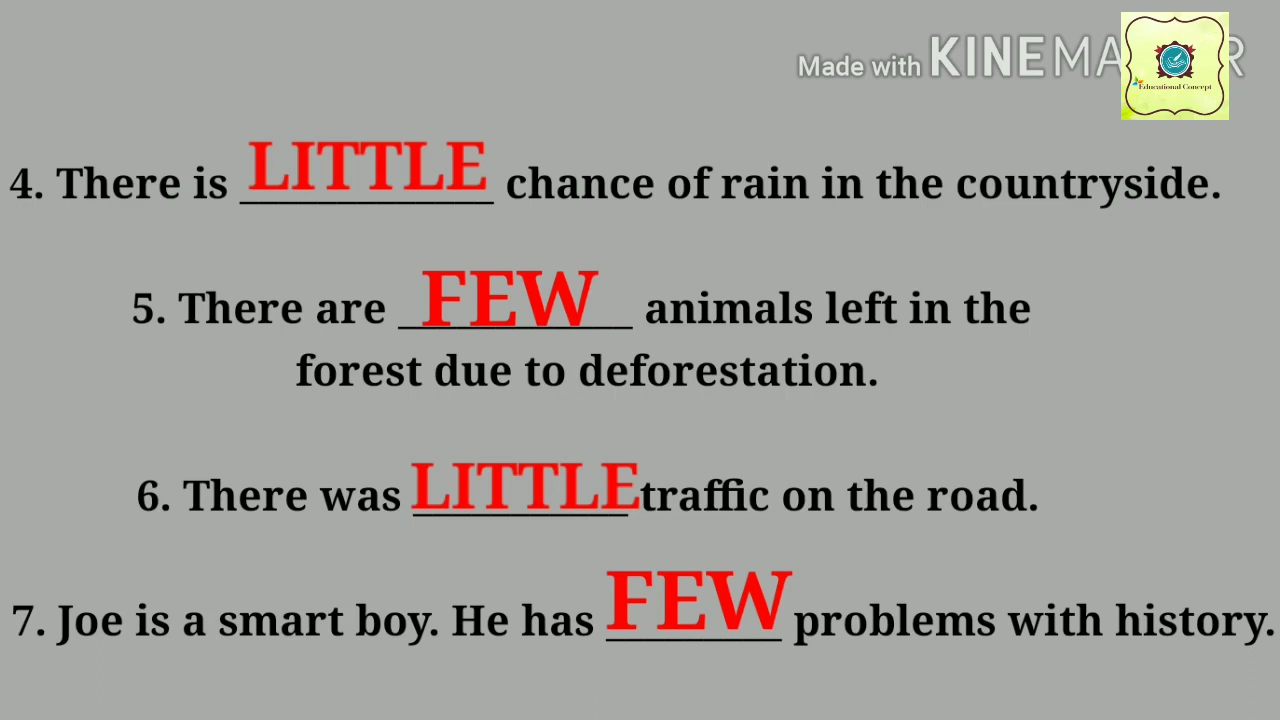 Made with KINEMA R
Educational Concept
4. There is LITTLE chance of rain in the countryside.
5. There are FEW animals left in the
forest due to deforestation.
6. There was LITTLE traffic on the road.
7. Joe is a smart boy. He has FEW problems with history.